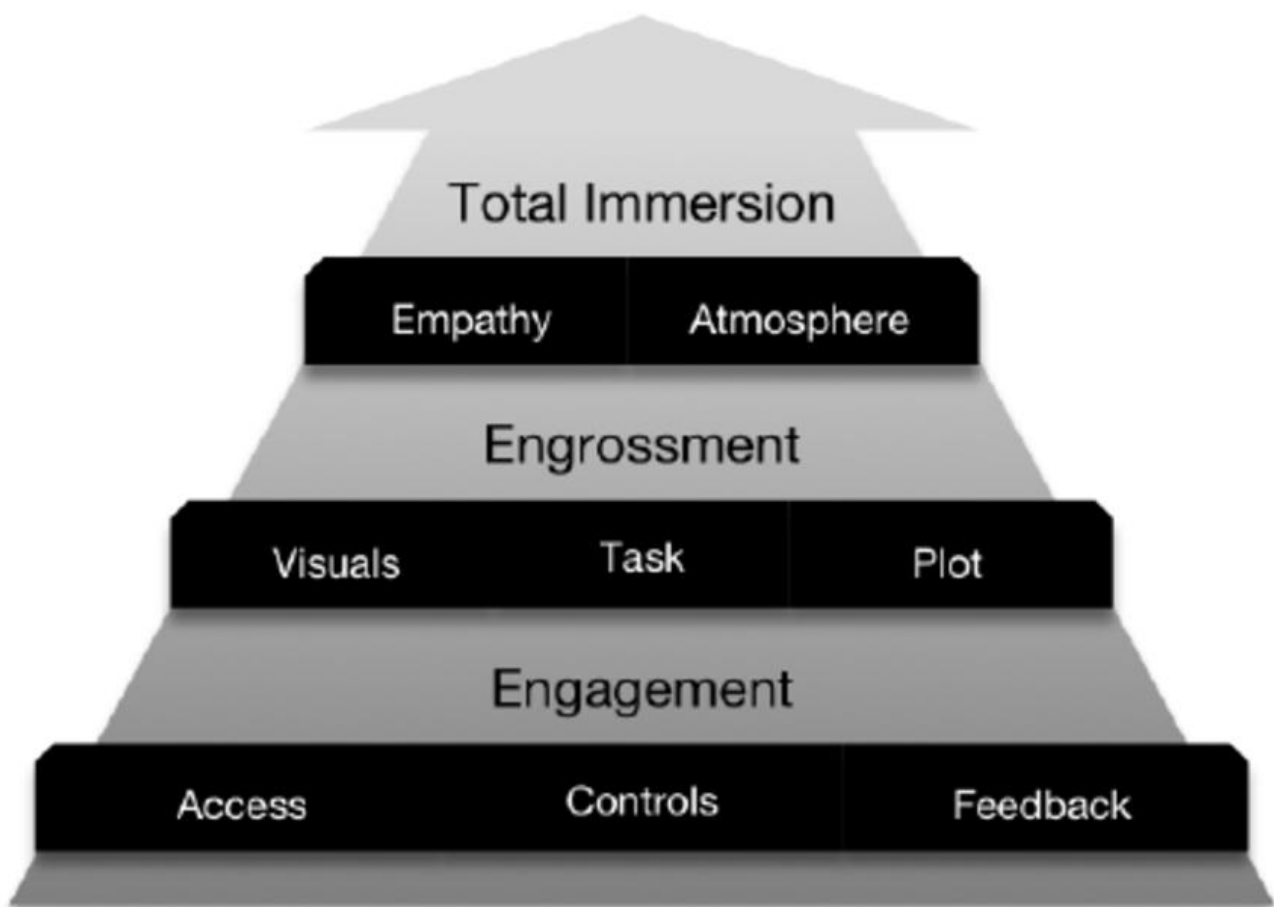 Total Immersion
Empathy Atmosphere
Engrossment
Visuals Task Plot
Engagement
Access Controls Feedback